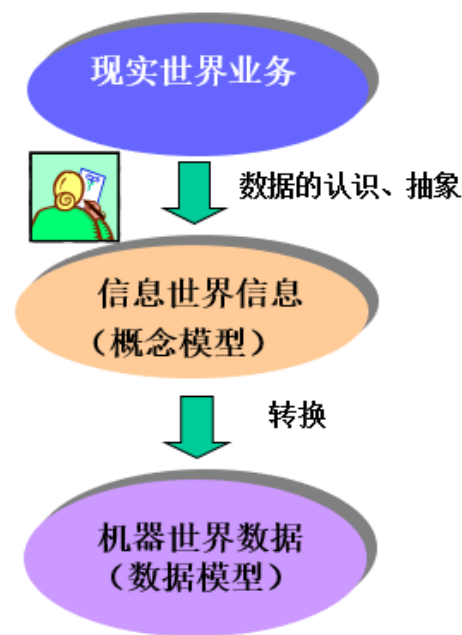 现实世界业务
数据的认识、抽象
信息世界信息
（概念模型）
转换
机器世界数据
（数据模型）